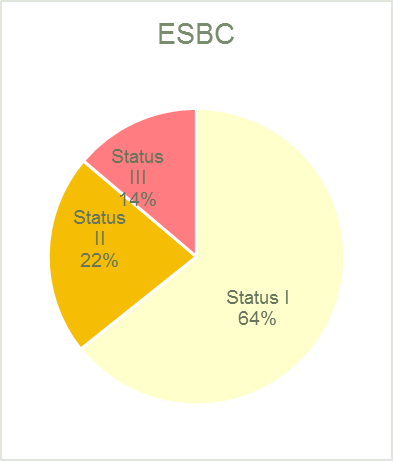 ESBC
Status
III
14%
Status
II
22%
Status I
64%